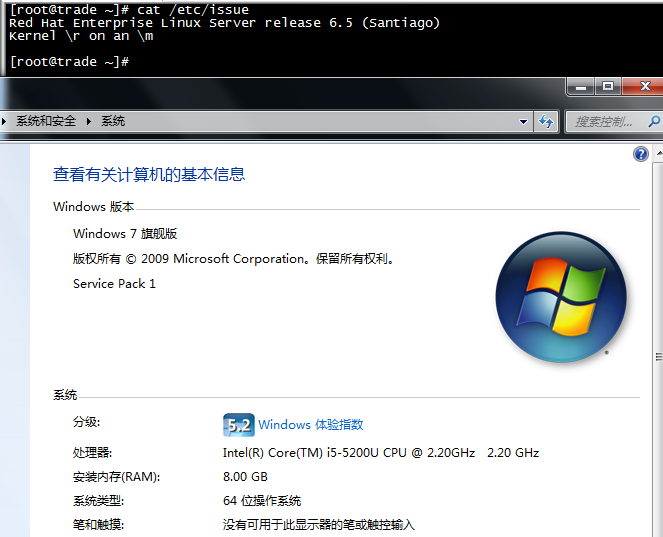 [root@trade ~]# cat /etc/issue
Red Hat Enterprise Linux Server release 6.5 (Santiago)
Kernel \r on an \m
[root@trade ~]#
系统和安全 系统 搜索控制...
查看有关计算机的基本信息
Windows 版本
Windows 7 旗舰版
版权所有 © 2009 Microsoft Corporation。保留所有权利。
Service Pack 1
系统
分级: 5.2 Windows 体验指数
处理器: Intel(R) Core(TM) i5-5200U CPU @ 2.20GHz 2.20 GHz
安装内存(RAM): 8.00 GB
系统类型: 64 位操作系统
笔和触摸: 没有可用于此显示器的笔或触控输入